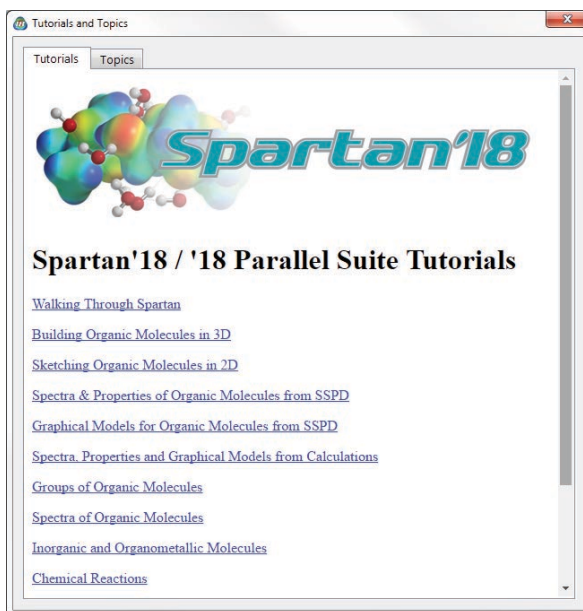 Tutorials and Topics
Tutorials Topics
Spartan'18
Spartan'18 / '18 Parallel Suite Tutorials
Walking Through Spartan
Building Organic Molecules in 3D
Sketching Organic Molecules in 2D
Spectra & Properties of Organic Molecules from SSPD
Graphical Models for Organic Molecules from SSPD
Spectra, Properties and Graphical Models from Calculations
Groups of Organic Molecules
Spectra of Organic Molecules
Inorganic and Organometallic Molecules
Chemical Reactions